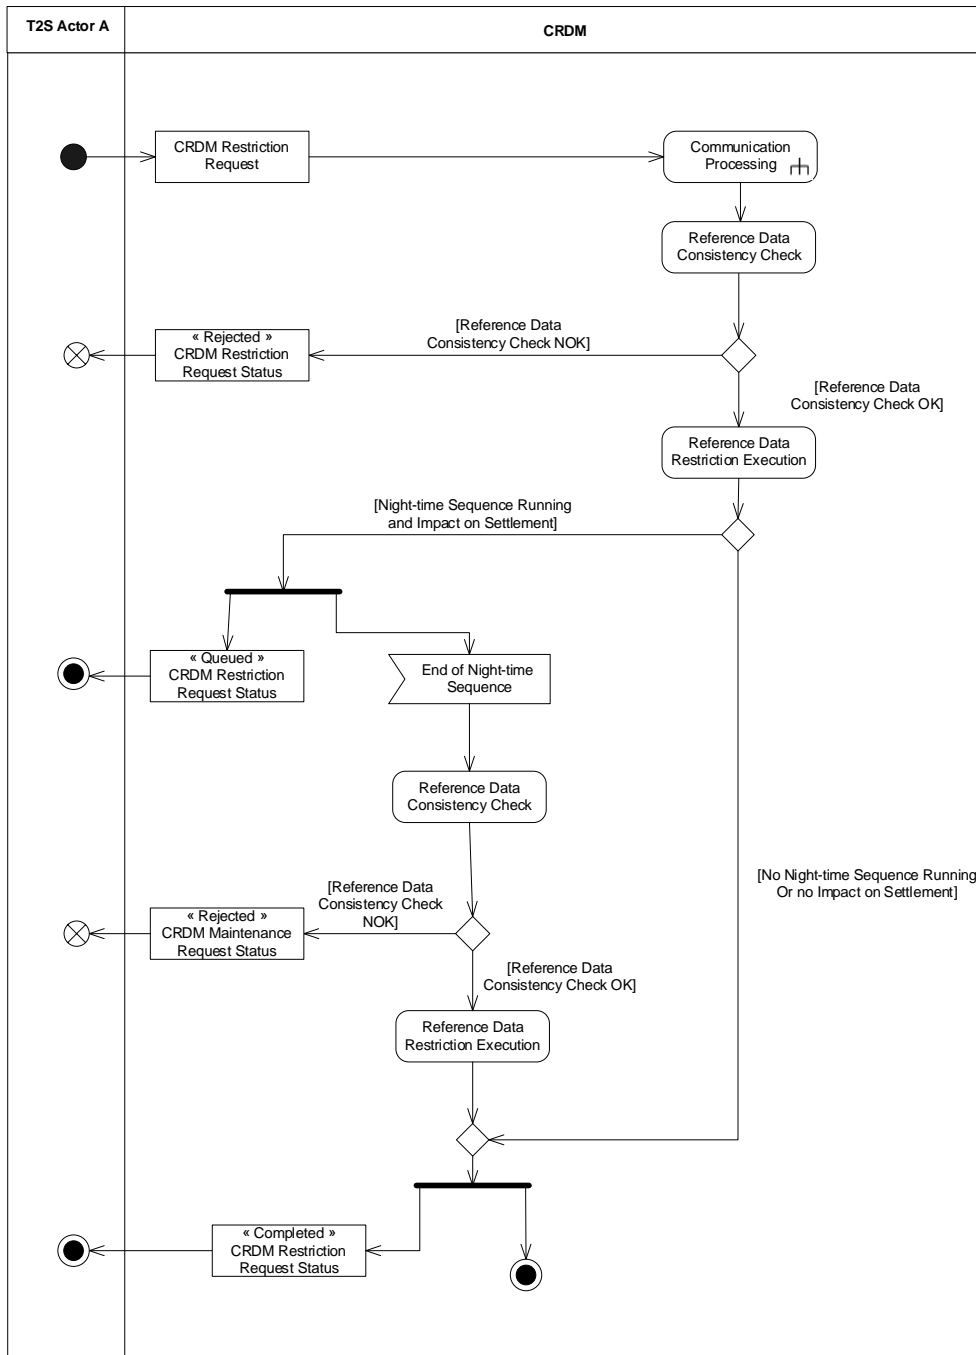 T2S Actor A
CRDM
CRDM Restriction
Request
Communication
Processing
Reference Data
Consistency Check
[Reference Data
Consistency Check NOK]
« Rejected »
CRDM Restriction
Request Status
[Reference Data
Consistency Check OK]
Reference Data
Restriction Execution
[Night-time Sequence Running
and Impact on Settlement]
« Queued »
CRDM Restriction
Request Status
End of Night-time
Sequence
Reference Data
Consistency Check
[No Night-time Sequence Running
Or no Impact on Settlement]
[Reference Data
Consistency Check
NOK]
« Rejected »
CRDM Maintenance
Request Status
[Reference Data
Consistency Check OK]
Reference Data
Restriction Execution
« Completed »
CRDM Restriction
Request Status